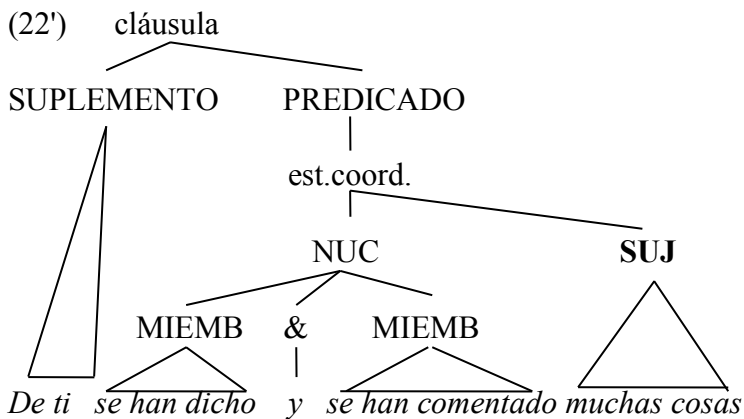 (22') cláusula
SUPLEMENTO PREDICADO
est.coord.
NUC SUJ
MIEMB & MIEMB
De ti se han dicho y se han comentado muchas cosas